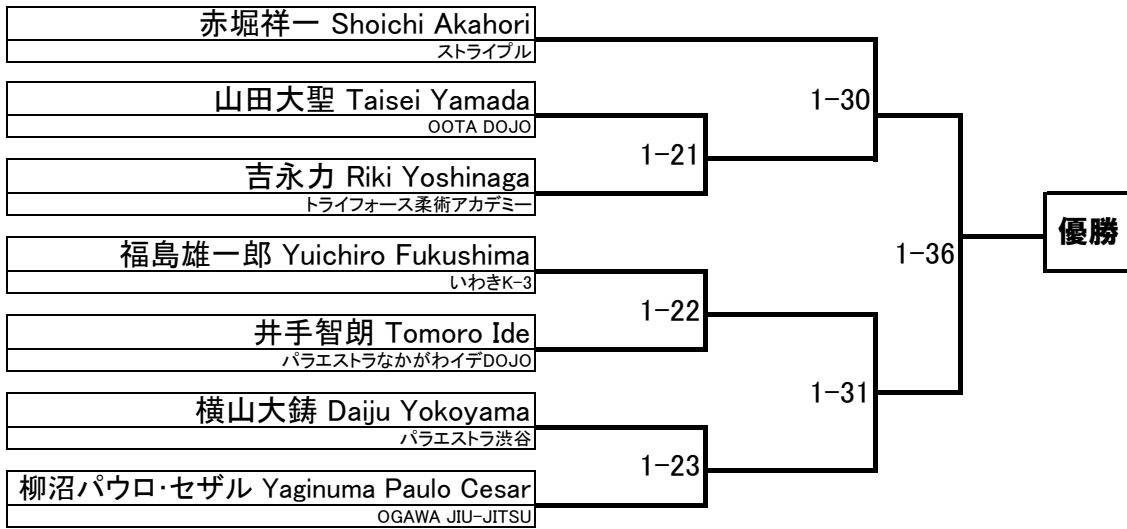 赤堀祥一 Shoichi Akahori
ストライプル
山田大聖 Taisei Yamada
OOTA DOJO
吉永力 Riki Yoshinaga
トライフォース柔術アカデミー
福島雄一郎 Yuichiro Fukushima
いわきK-3
井手智朗 Tomoro Ide
パラエストラなかがわイデDOJO
横山大鋳 Daiju Yokoyama
パラエストラ渋谷
柳沼パウロ・セザル Yaginuma Paulo Cesar
OGAWA JIU-JITSU
1-21
1-22
1-23
1-30
1-31
1-36
優勝